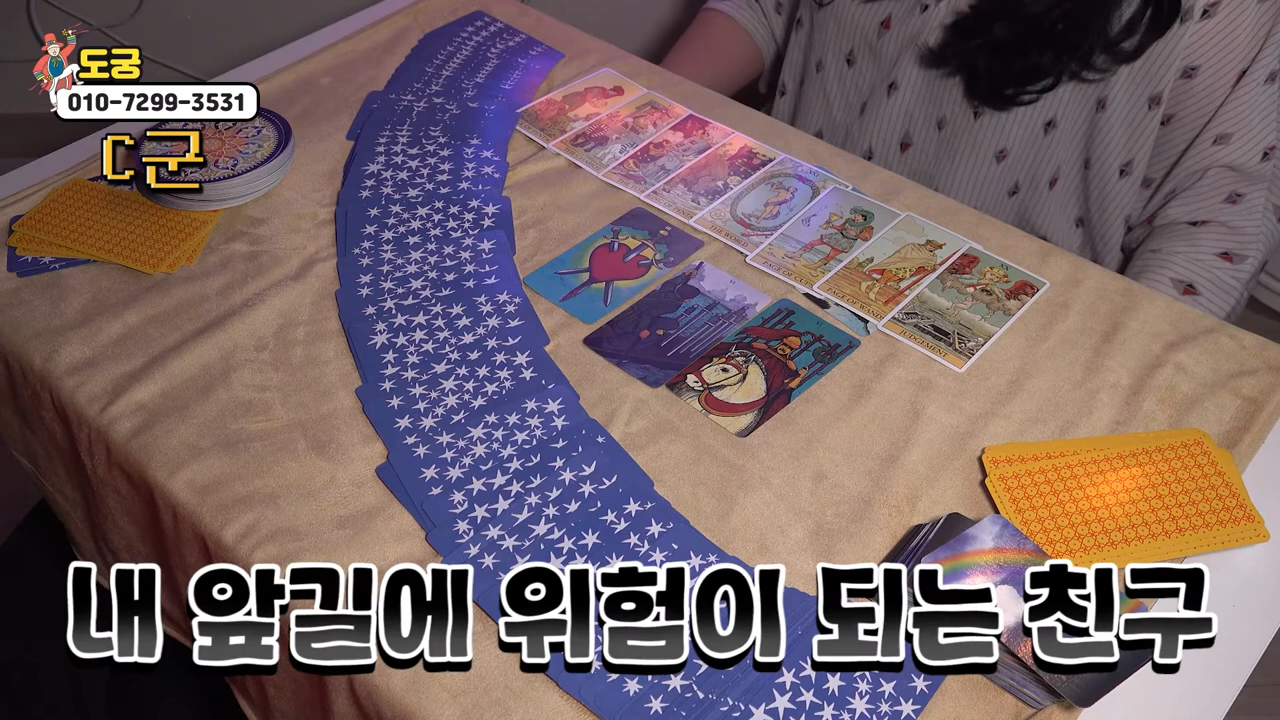 도궁
010-7299-3531
C군
THE WORLD
PAGE OF CUPS
PAGE OF WANDS
JUDGEMENT
내 앞길에 위험이 되는 친구